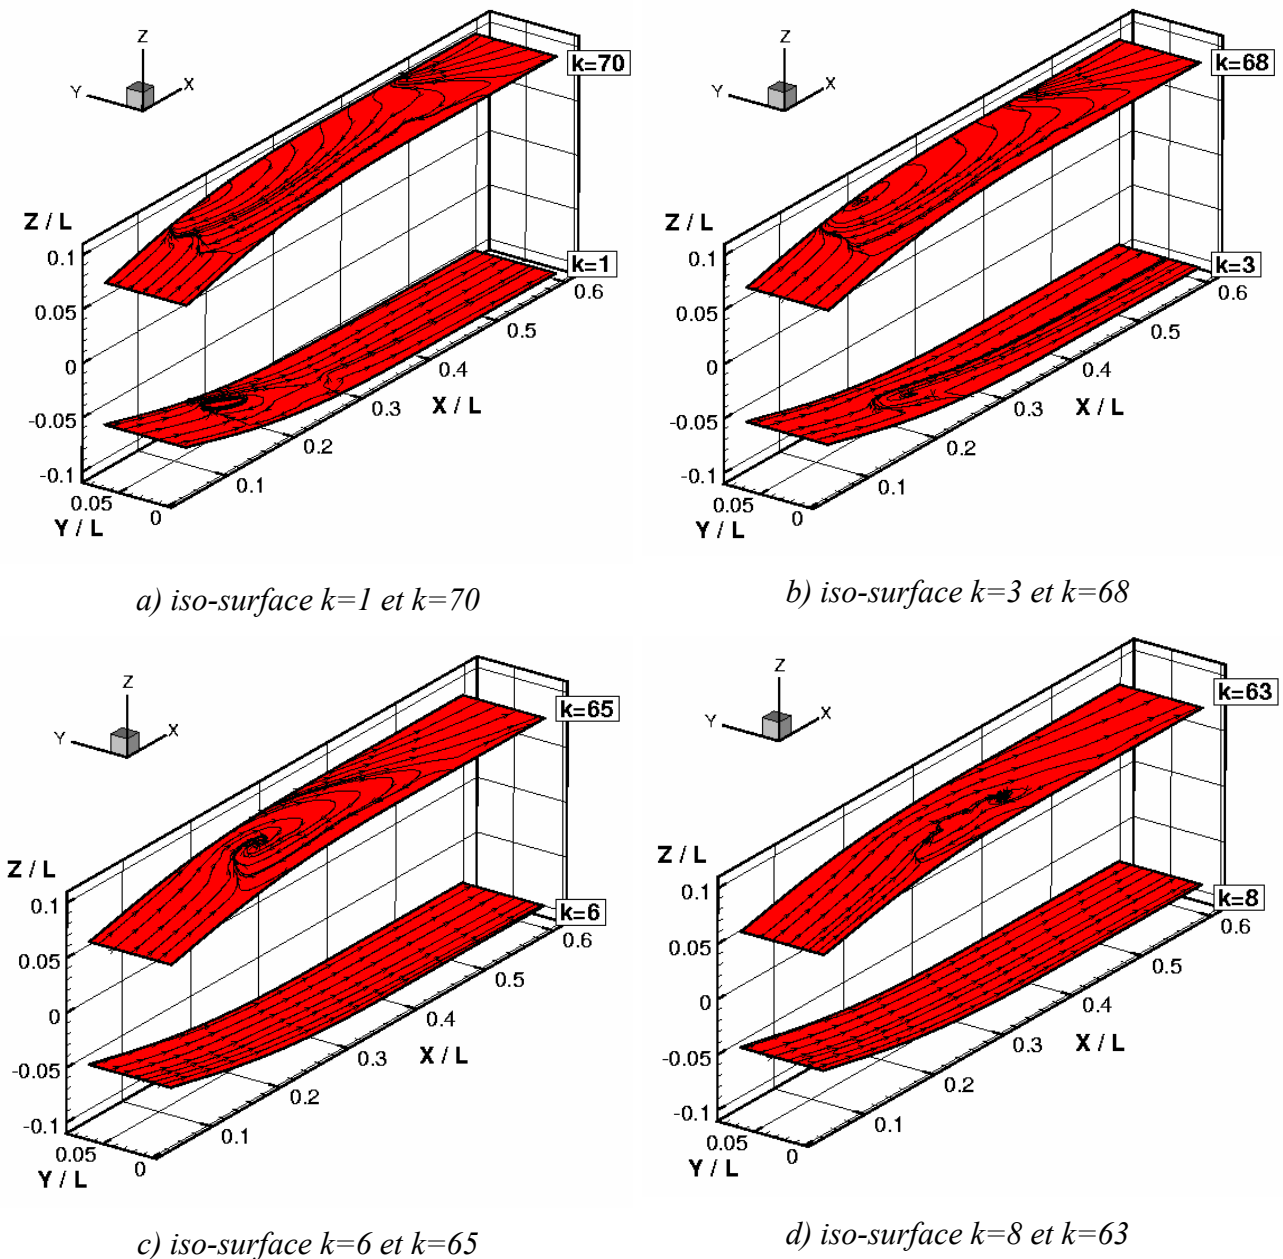 Z
Y
X
k=70
Z / L
0.1
0.05
0
-0.05
-0.1
k=1
0.6
0.5
0.4
X / L
0.3
0.2
0.1
0.05
0
Y / L
a) iso-surface k=1 et k=70
Z
Y
X
k=68
Z / L
0.1
0.05
0
-0.05
-0.1
k=3
0.6
0.5
0.4
X / L
0.3
0.2
0.1
0.05
0
Y / L
b) iso-surface k=3 et k=68
Z
Y
X
k=65
Z / L
0.1
0.05
0
-0.05
-0.1
k=6
0.6
0.5
0.4
X / L
0.3
0.2
0.1
0.05
0
Y / L
c) iso-surface k=6 et k=65
Z
Y
X
k=63
Z / L
0.1
0.05
0
-0.05
-0.1
k=8
0.6
0.5
0.4
X / L
0.3
0.2
0.1
0.05
0
Y / L
d) iso-surface k=8 et k=63